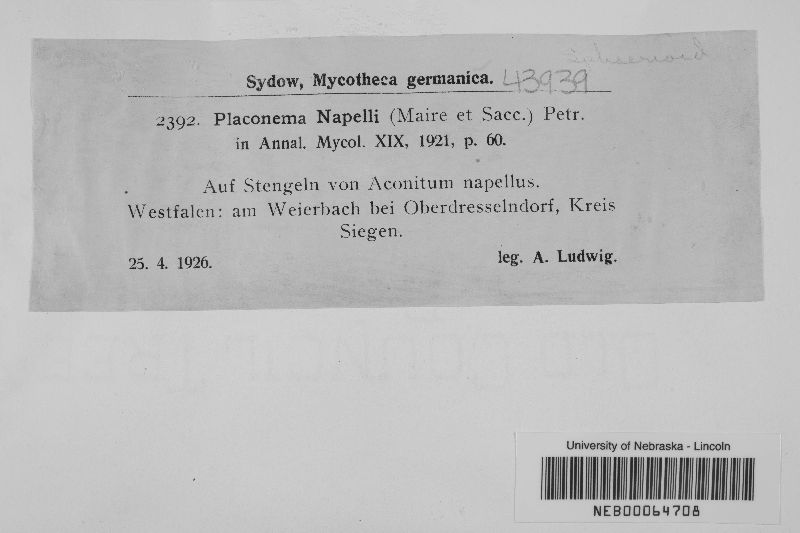 Sydow, Mycotheca germanica. 43939
2392. Placonema Napelli (Maire et Sacc.) Petr.
in Annal. Mycol. XIX, 1921, p. 60.
Auf Stengeln von Aconitum napellus.
Westfalen: am Weierbach bei Oberdresselndorf, Kreis
Siegen.
25. 4. 1926.
leg. A. Ludwig.
University of Nebraska - Lincoln
NEB00064708